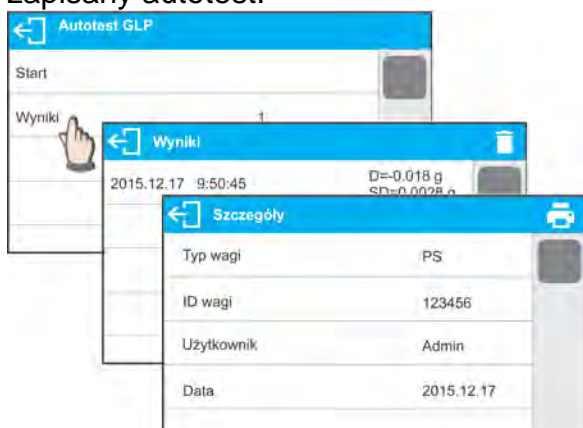 zapisany autotest.
Autotest GLP
Start
Wyniki 1
Wyniki
2015.12.17 9:50:45 D=-0.018 g
SD=0.0028 g
Szczegóły
Typ wagi PS
ID wagi 123456
Użytkownik Admin
Data 2015.12.17